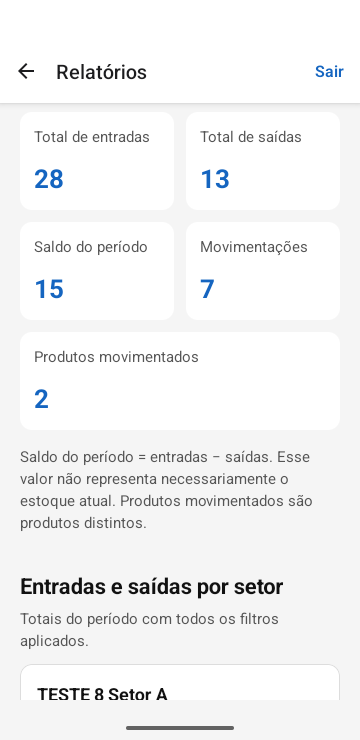 Relatórios
Sair
Total de entradas
28
Total de saídas
13
Saldo do período
15
Movimentações
7
Produtos movimentados
2
Saldo do período = entradas − saídas. Esse
valor não representa necessariamente o
estoque atual. Produtos movimentados são
produtos distintos.
Entradas e saídas por setor
Totais do período com todos os filtros
aplicados.
TESTE 8 Setor A